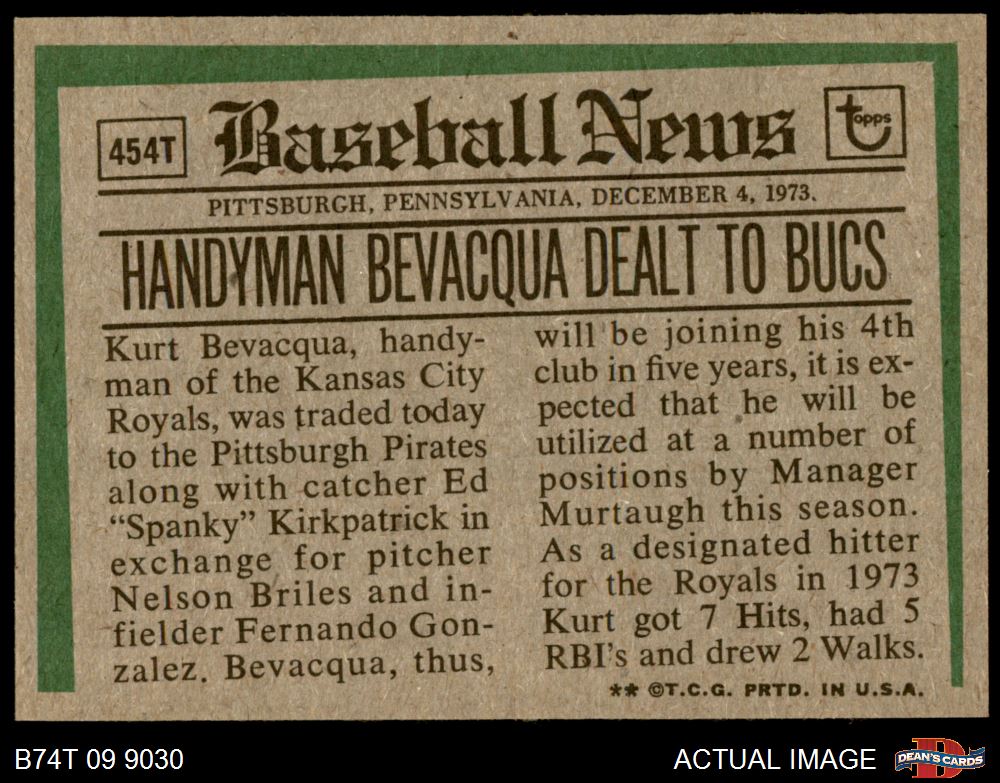 454T
Baseball News
topps
PITTSBURGH, PENNSYLVANIA, DECEMBER 4, 1973.
HANDYMAN BEVACQUA DEALT TO BUCS
Kurt Bevacqua, handy-
man of the Kansas City
Royals, was traded today
to the Pittsburgh Pirates
along with catcher Ed
“Spanky” Kirkpatrick in
exchange for pitcher
Nelson Briles and in-
fielder Fernando Gon-
zalez. Bevacqua, thus,
will be joining his 4th
club in five years, it is ex-
pected that he will be
utilized at a number of
positions by Manager
Murtaugh this season.
As a designated hitter
for the Royals in 1973
Kurt got 7 Hits, had 5
RBI's and drew 2 Walks.
** ©T.C.G. PRTD. IN U.S.A.
B74T 09 9030
ACTUAL IMAGE
D
DEAN'S CARDS